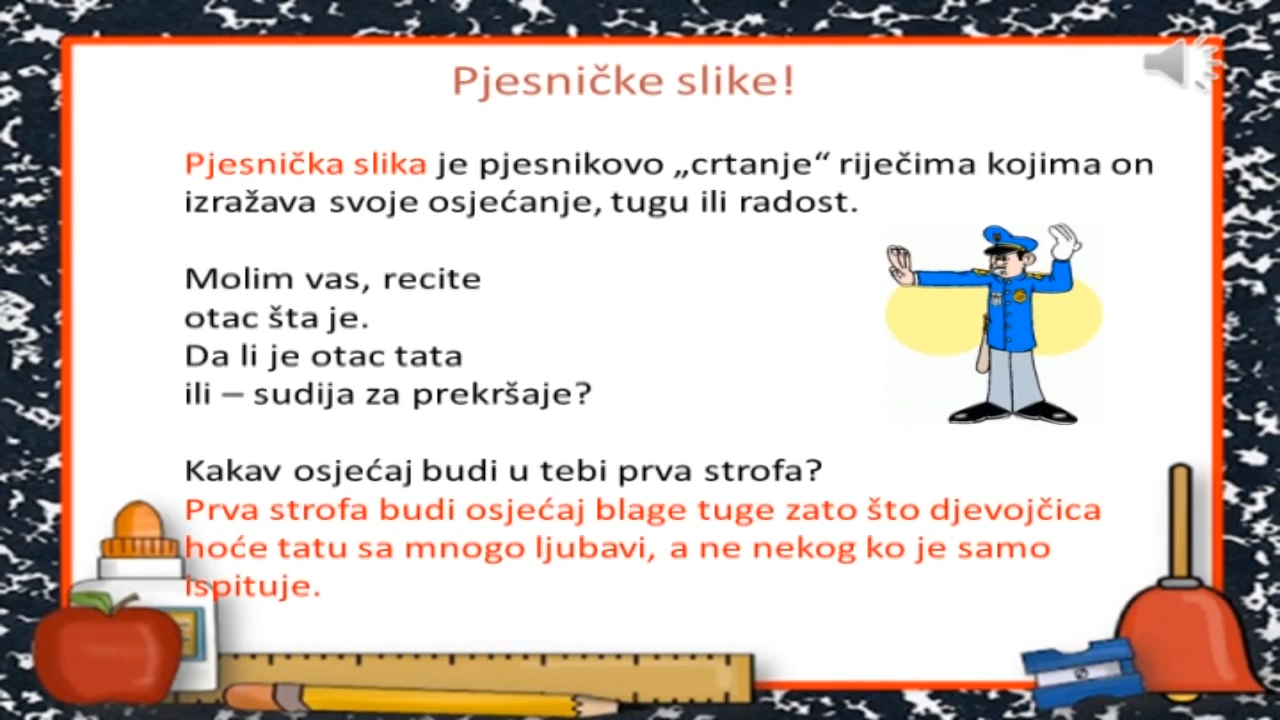 Pjesničke slike!
Pjesnička slika je pjesnikovo „crtanje“ riječima kojima on
izražava svoje osjećanje, tugu ili radost.
Molim vas, recite
otac šta je.
Da li je otac tata
ili – sudija za prekršaje?
Kakav osjećaj budi u tebi prva strofa?
Prva strofa budi osjećaj blage tuge zato što djevojčica
hoće tatu sa mnogo ljubavi, a ne nekog ko je samo
ispituje.